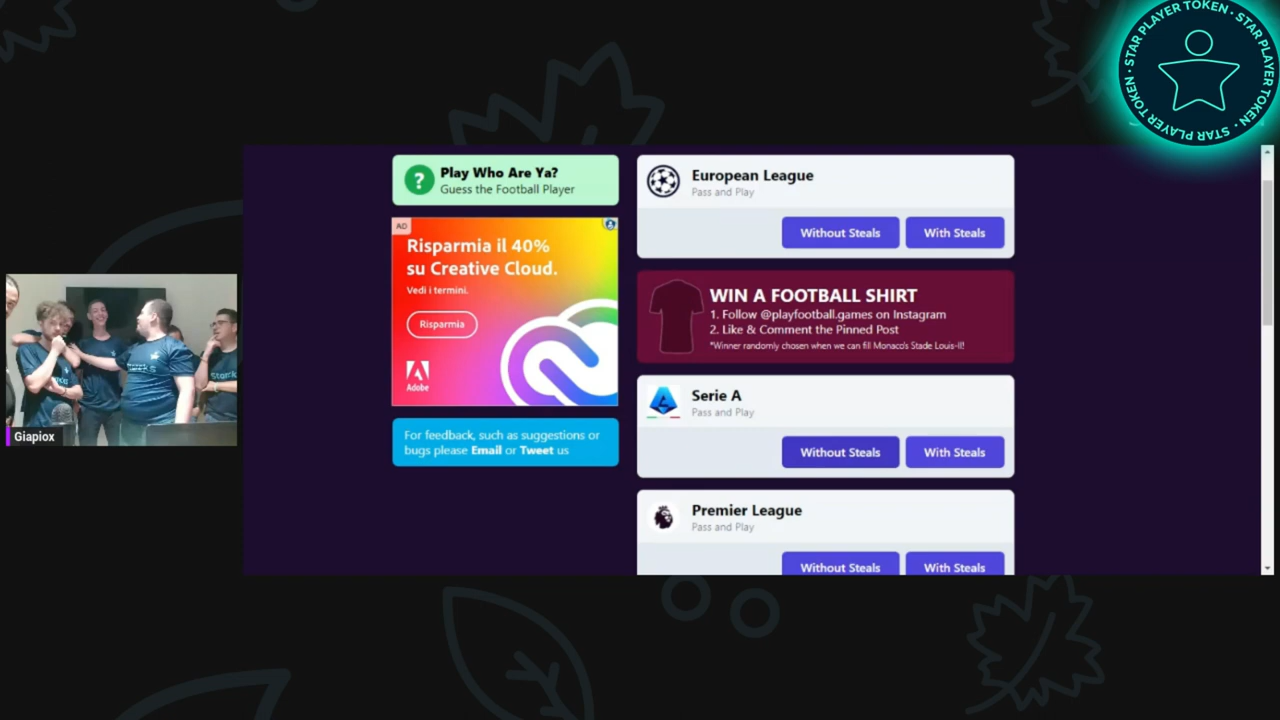 STAR PLAYER TOKEN • STAR PLAYER TOKEN • STAR PLAYER TOKEN •
Play Who Are Ya?
Guess the Football Player
AD
Risparmia il 40%
su Creative Cloud.
Vedi i termini.
Risparmia
Adobe
For feedback, such as suggestions or
bugs please Email or Tweet us
European League
Pass and Play
Without Steals
With Steals
WIN A FOOTBALL SHIRT
1. Follow @playfootball.games on Instagram
2. Like & Comment the Pinned Post
*Winner randomly chosen when we can fill Monaco's Stade Louis-II!
Serie A
Pass and Play
Without Steals
With Steals
Premier League
Pass and Play
Without Steals
With Steals
Giapiox